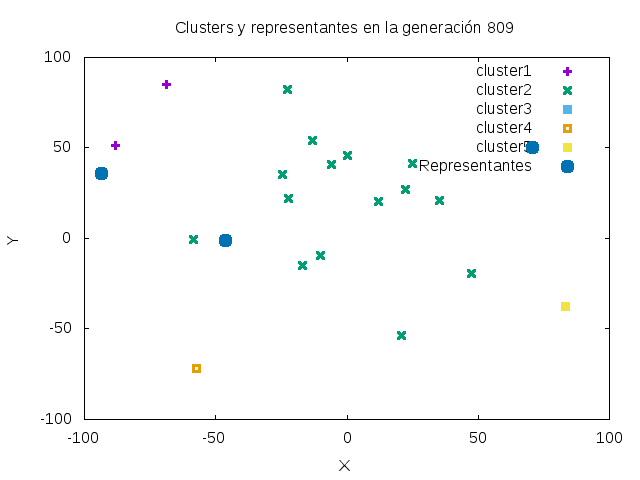 Clusters y representantes en la generación 809
100
50
0
-50
-100
-100
-50
0
50
100
Y
X
cluster1
cluster2
cluster3
cluster4
cluster5
Representantes